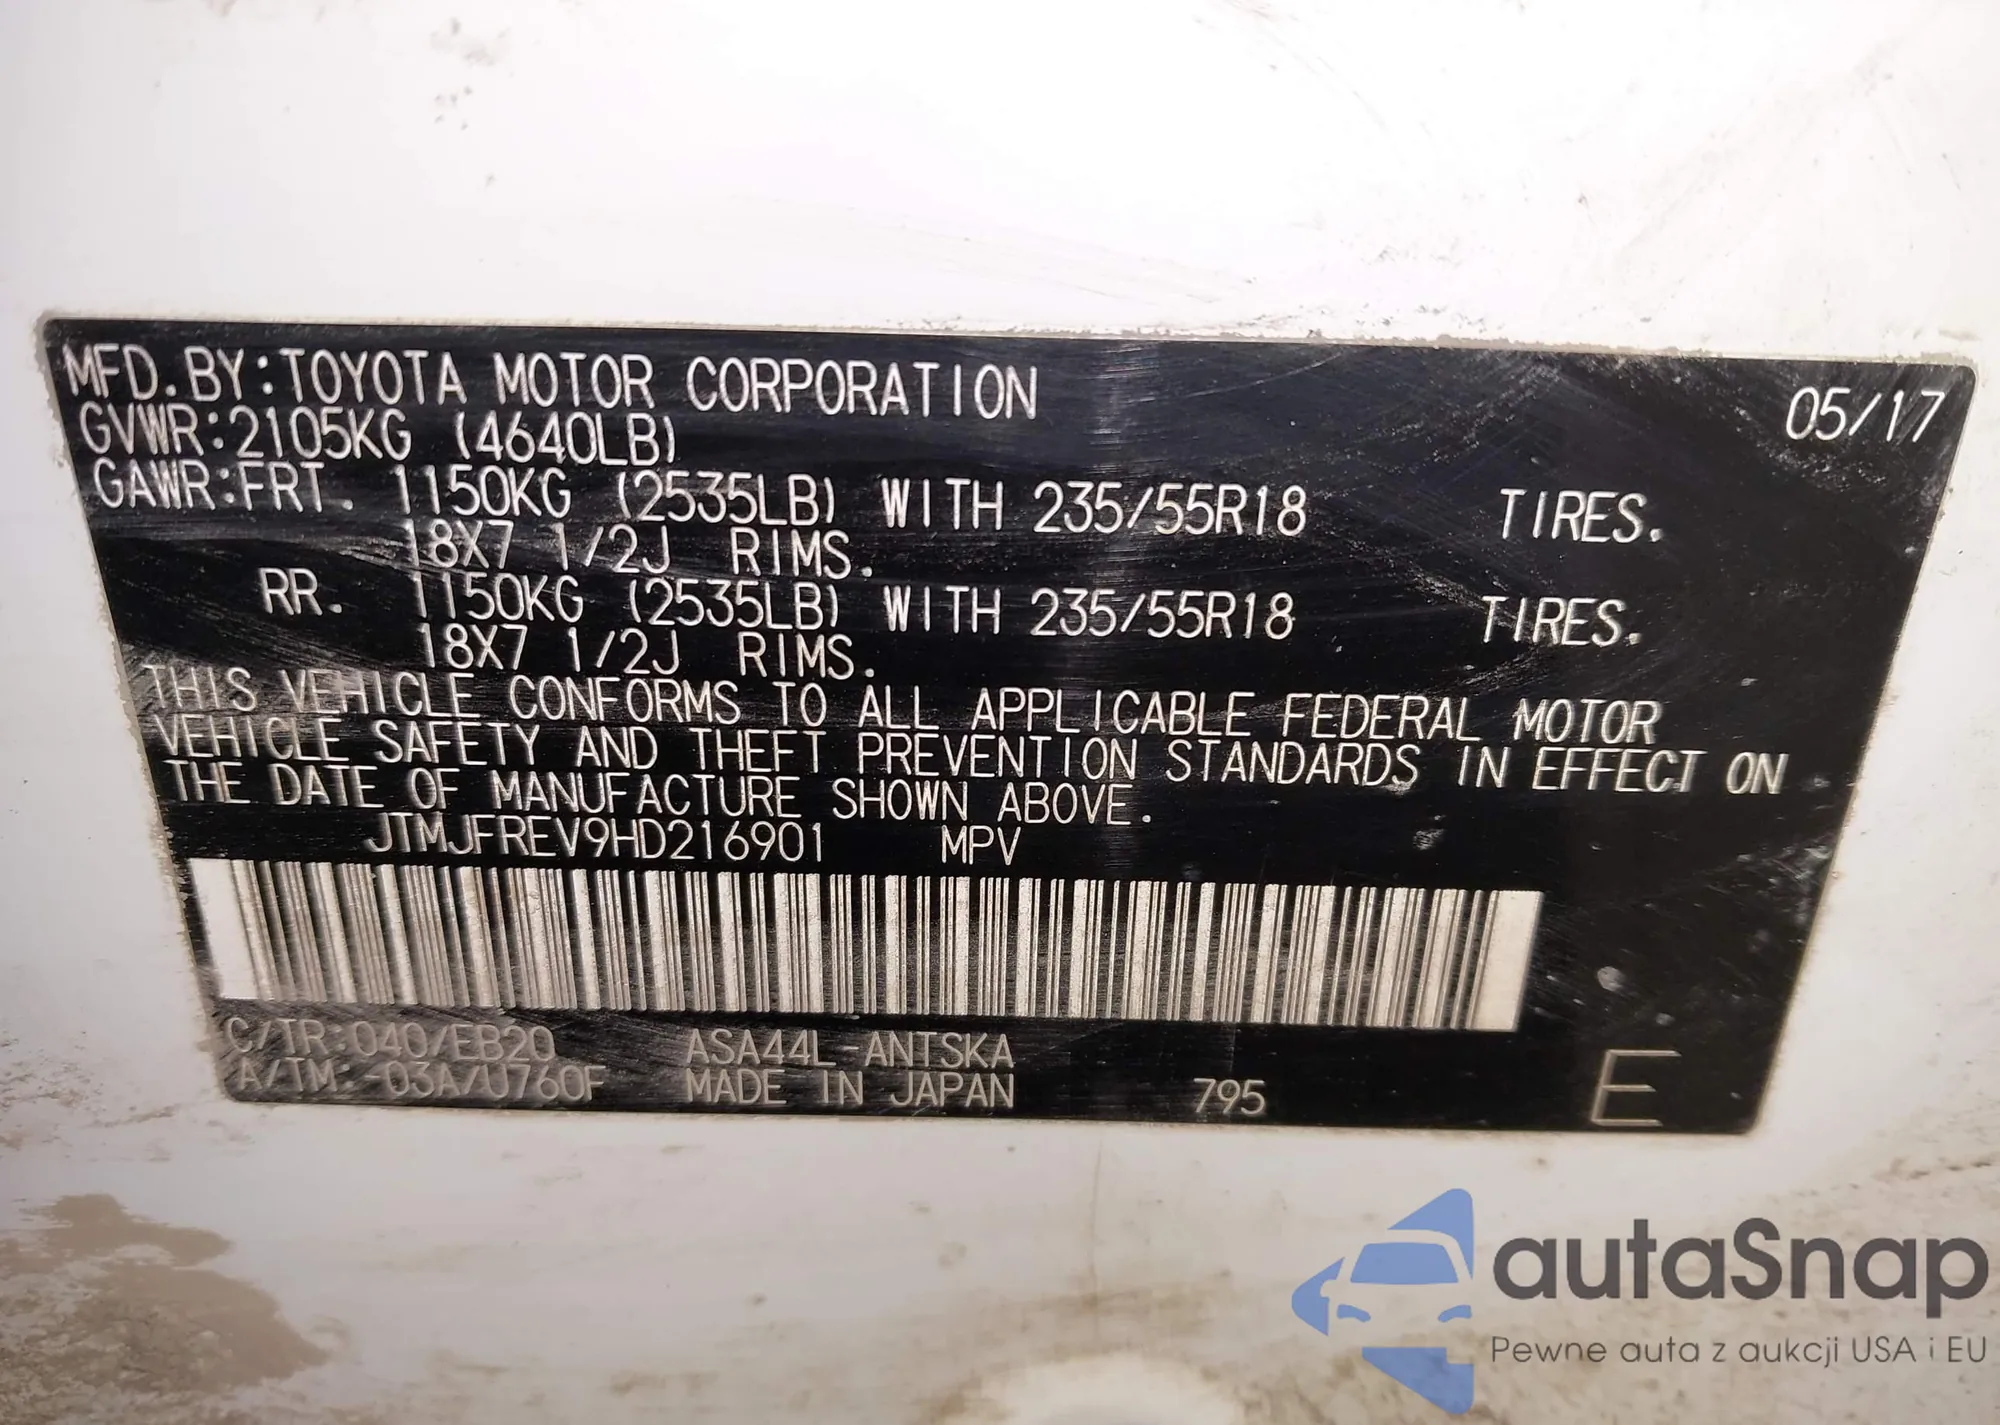 MFD.BY:TOYOTA MOTOR CORPORATION 05/17
GVWR:2105KG (4640LB)
GAWR:FRT. 1150KG (2535LB) WITH 235/55R18 TIRES.
18X7 1/2J RIMS.
RR. 1150KG (2535LB) WITH 235/55R18 TIRES.
18X7 1/2J RIMS.
THIS VEHICLE CONFORMS TO ALL APPLICABLE FEDERAL MOTOR
VEHICLE SAFETY AND THEFT PREVENTION STANDARDS IN EFFECT ON
THE DATE OF MANUFACTURE SHOWN ABOVE.
JTMJFREV9HD216901 MPV
C/TR:040/EB20 ASA44L-ANTSKA
A/TM:-03A/U760F MADE IN JAPAN 795 E
autaSnap
Pewne auta z aukcji USA i EU